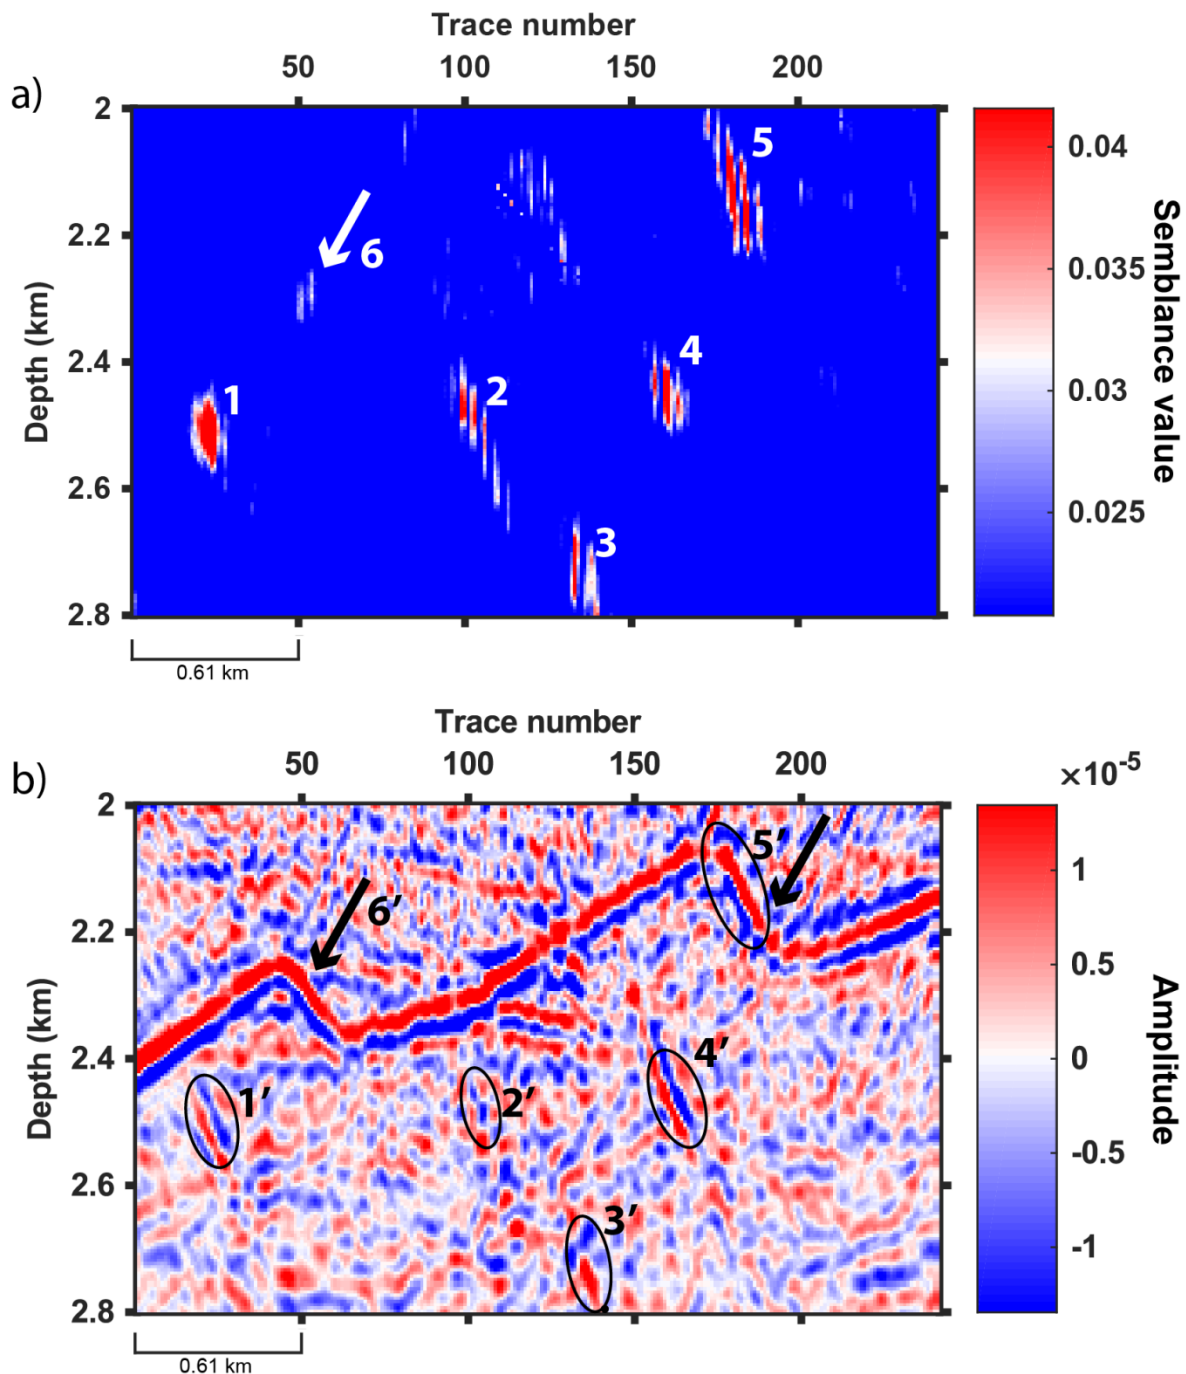 Trace number
50 100 150 200
a)
2
2.2
2.4
2.6
2.8
Depth (km)
1
2
3
4
5
6
0.04
0.035
0.03
0.025
Semblance value
0.61 km
Trace number
50 100 150 200
b)
×10⁻⁵
2
2.2
2.4
2.6
2.8
Depth (km)
1′
2′
3′
4′
5′
6′
1
0.5
0
-0.5
-1
Amplitude
0.61 km